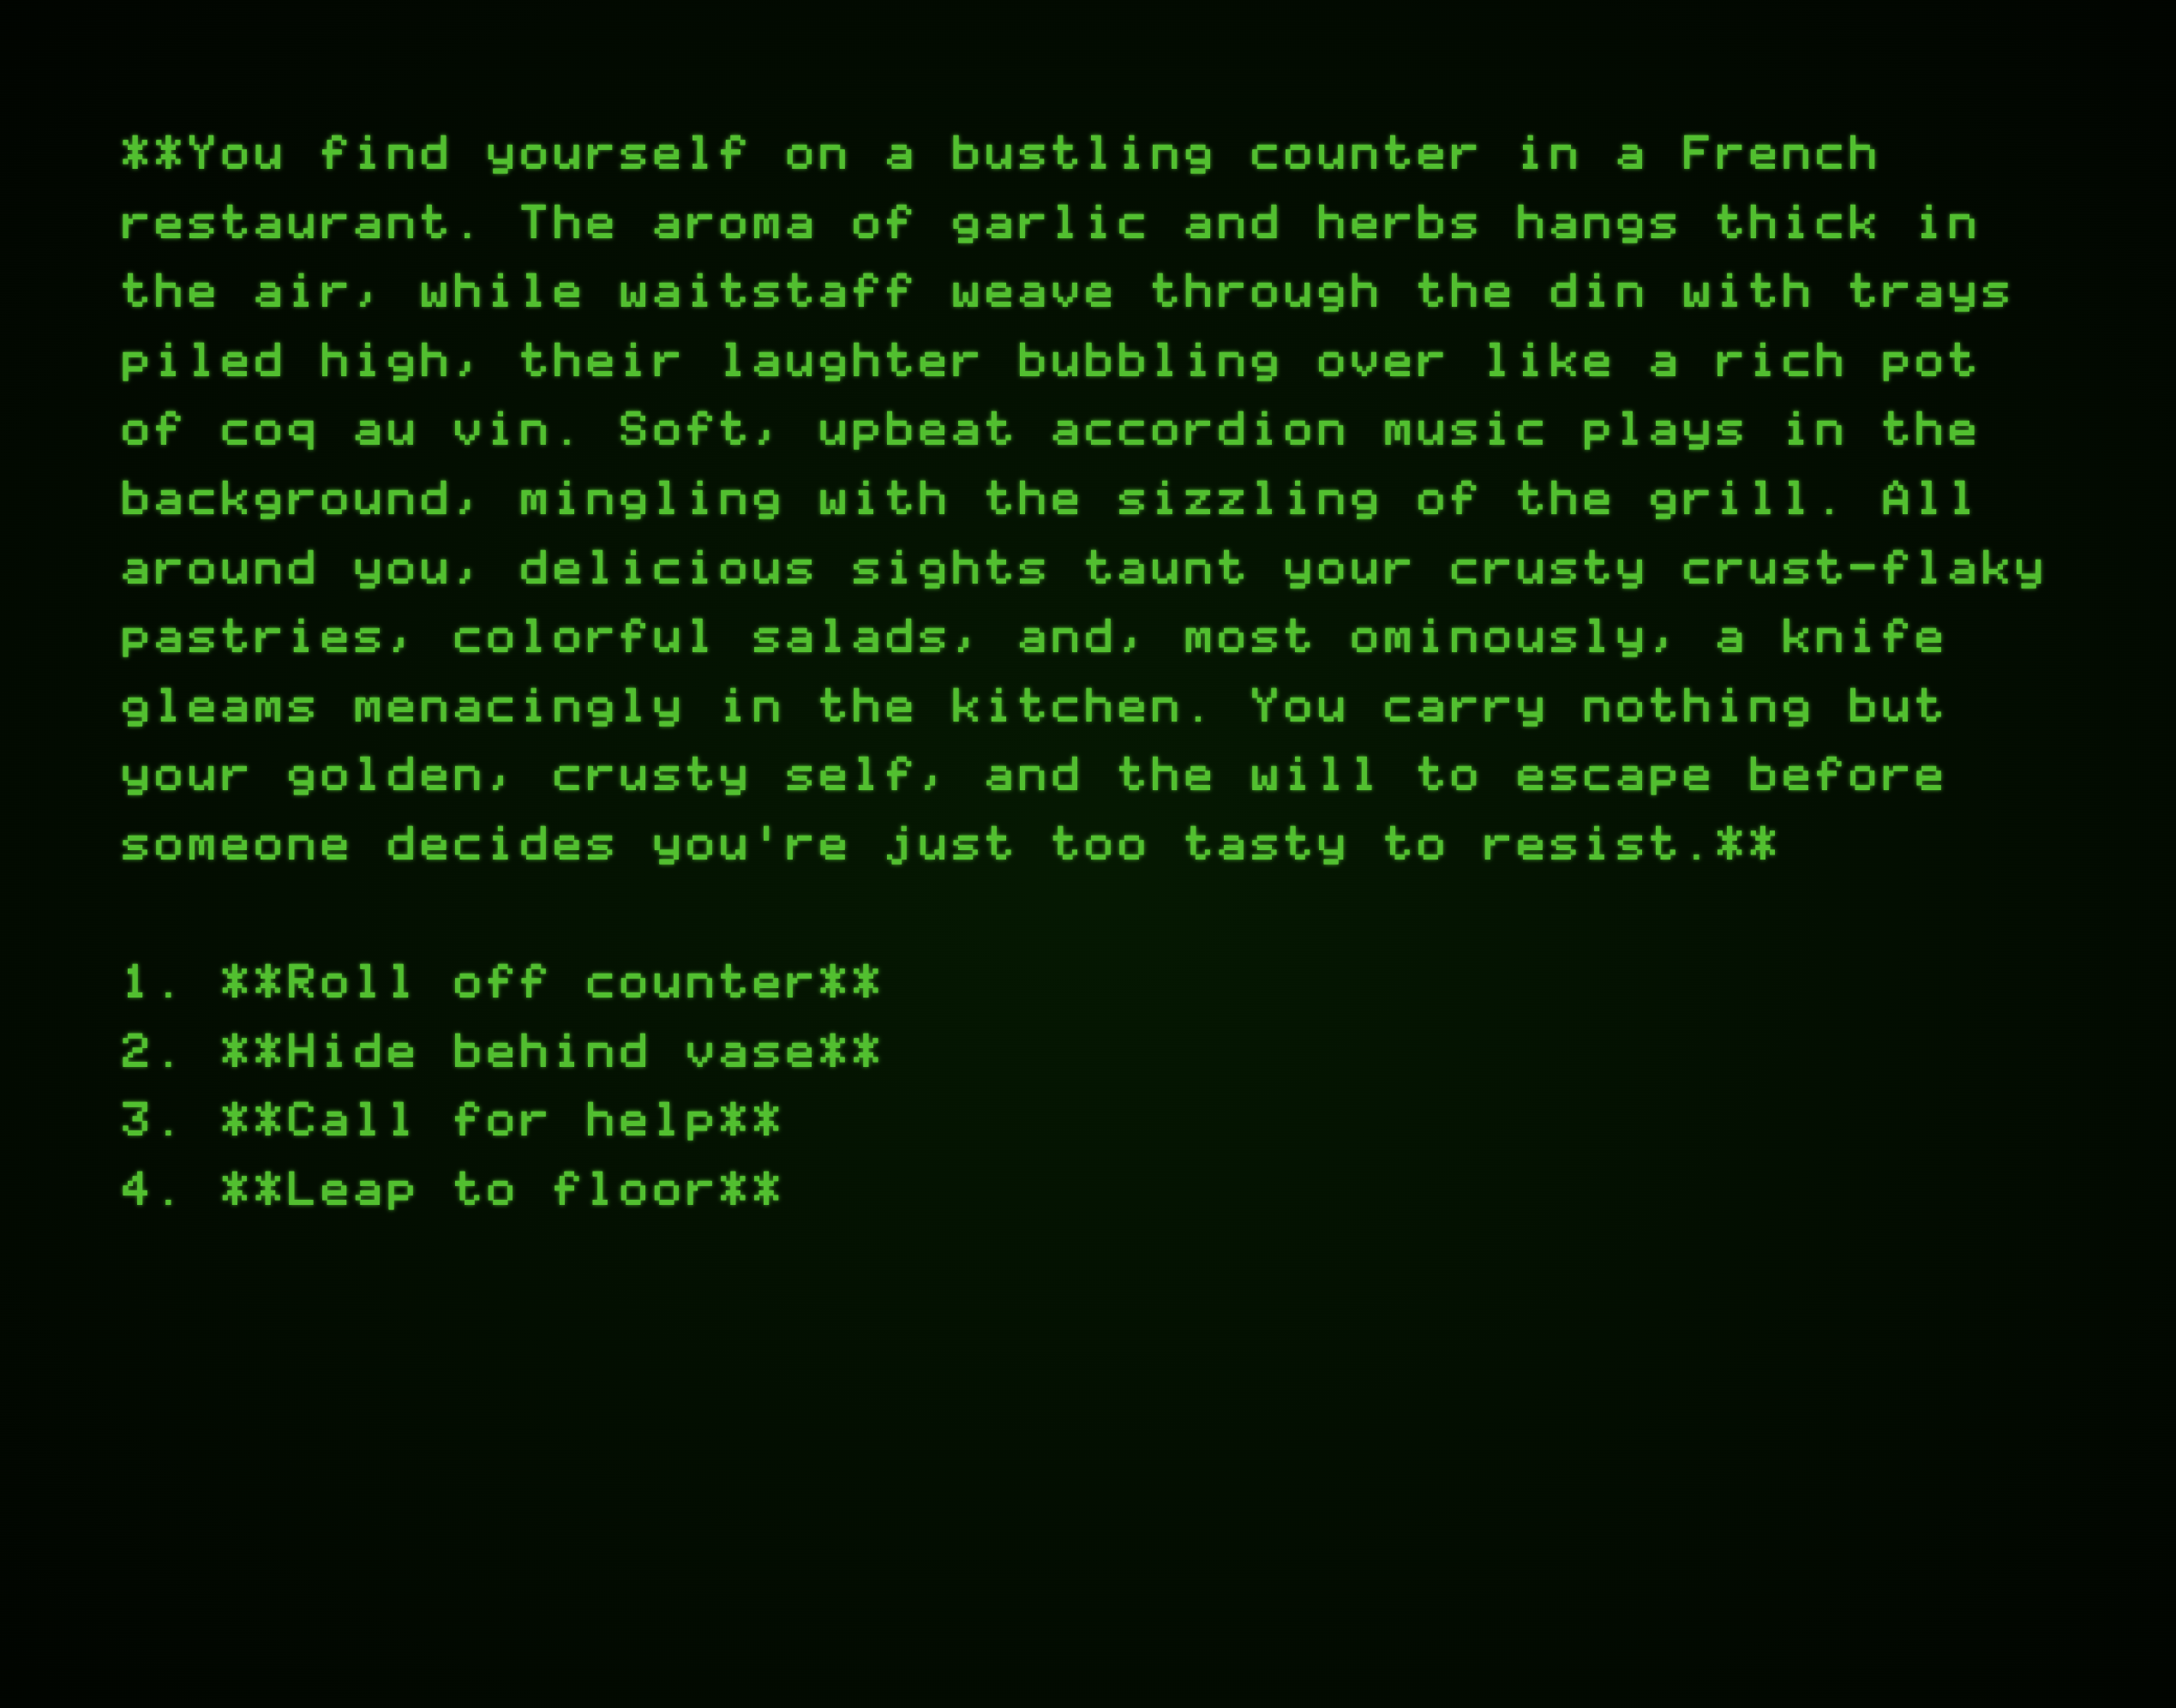 **You find yourself on a bustling counter in a French
restaurant. The aroma of garlic and herbs hangs thick in
the air, while waitstaff weave through the din with trays
piled high, their laughter bubbling over like a rich pot
of coq au vin. Soft, upbeat accordion music plays in the
background, mingling with the sizzling of the grill. All
around you, delicious sights taunt your crusty crust-flaky
pastries, colorful salads, and, most ominously, a knife
gleams menacingly in the kitchen. You carry nothing but
your golden, crusty self, and the will to escape before
someone decides you're just too tasty to resist.**
1. **Roll off counter**
2. **Hide behind vase**
3. **Call for help**
4. **Leap to floor**